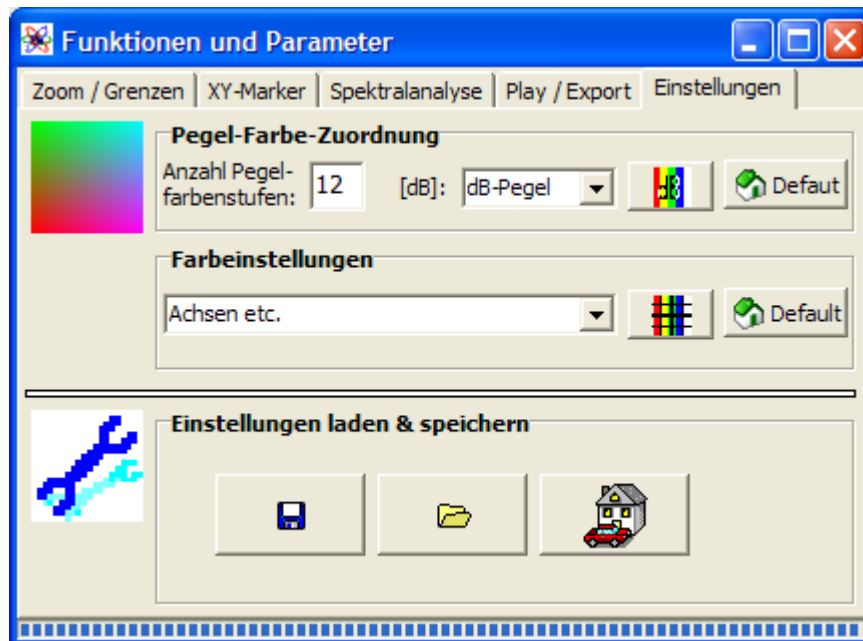 Funktionen und Parameter
Zoom / Grenzen XY-Marker Spektralanalyse Play / Export Einstellungen
Pegel-Farbe-Zuordnung
Anzahl Pegel-
farbenstufen: 12 [dB]: dB-Pegel dB Defaut
Farbeinstellungen
Achsen etc. Default
Einstellungen laden & speichern